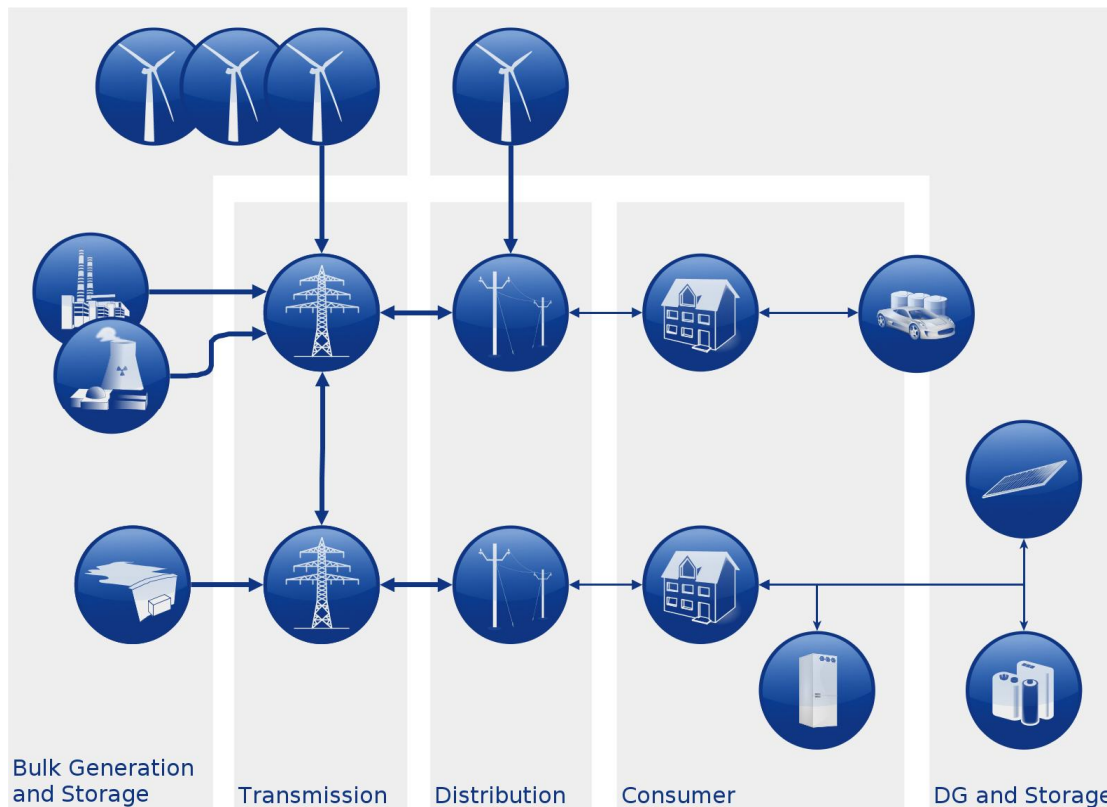 Bulk Generation
and Storage
Transmission
Distribution
Consumer
DG and Storage